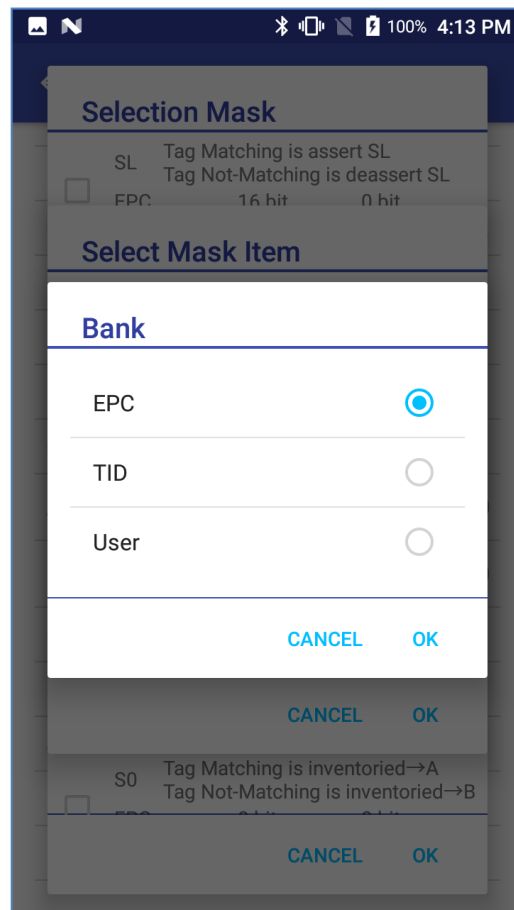 100% 4:13 PM
Selection Mask
SL
Tag Matching is assert SL
Tag Not-Matching is deassert SL
EPC 16 bit 0 bit
Select Mask Item
Bank
EPC
TID
User
CANCEL OK
CANCEL OK
S0
Tag Matching is inventoried→A
Tag Not-Matching is inventoried→B
CANCEL OK